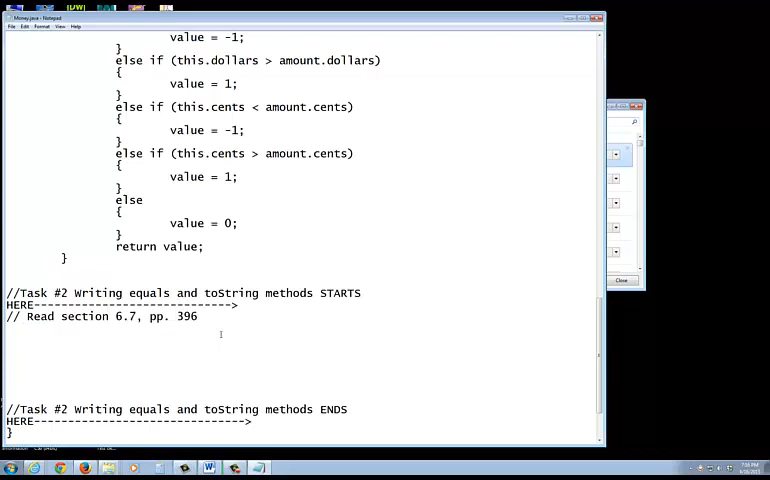 Money.java - Notepad
File Edit Format View Help
value = -1;
}
else if (this.dollars > amount.dollars)
{
value = 1;
}
else if (this.cents < amount.cents)
{
value = -1;
}
else if (this.cents > amount.cents)
{
value = 1;
}
else
{
value = 0;
}
return value;
}
//Task #2 Writing equals and toString methods STARTS
HERE----------------------------->
// Read section 6.7, pp. 396
//Task #2 Writing equals and toString methods ENDS
HERE------------------------------->
}
Close
7:06 PM